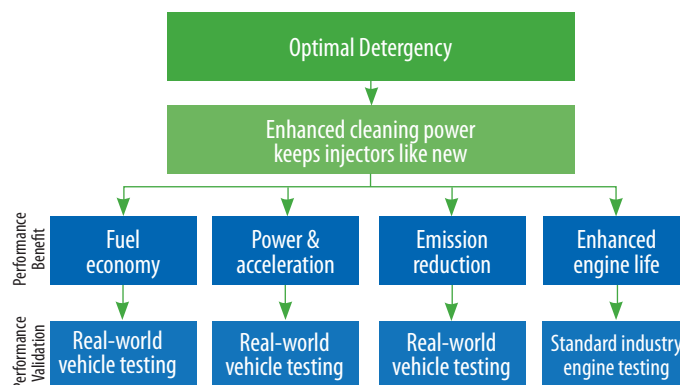 Optimal Detergency
Enhanced cleaning power
keeps injectors like new
Performance
Benefit
Fuel
economy
Power &
acceleration
Emission
reduction
Enhanced
engine life
Performance
Validation
Real-world
vehicle testing
Real-world
vehicle testing
Real-world
vehicle testing
Standard industry
engine testing